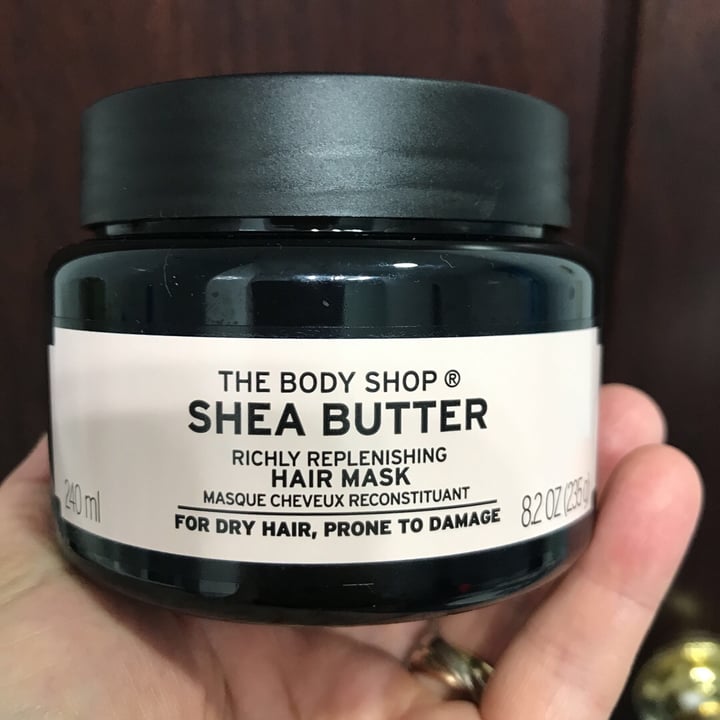 THE BODY SHOP ®
SHEA BUTTER
RICHLY REPLENISHING
HAIR MASK
MASQUE CHEVEUX RECONSTITUANT
FOR DRY HAIR, PRONE TO DAMAGE
240 ml
8.2 OZ (235 g)